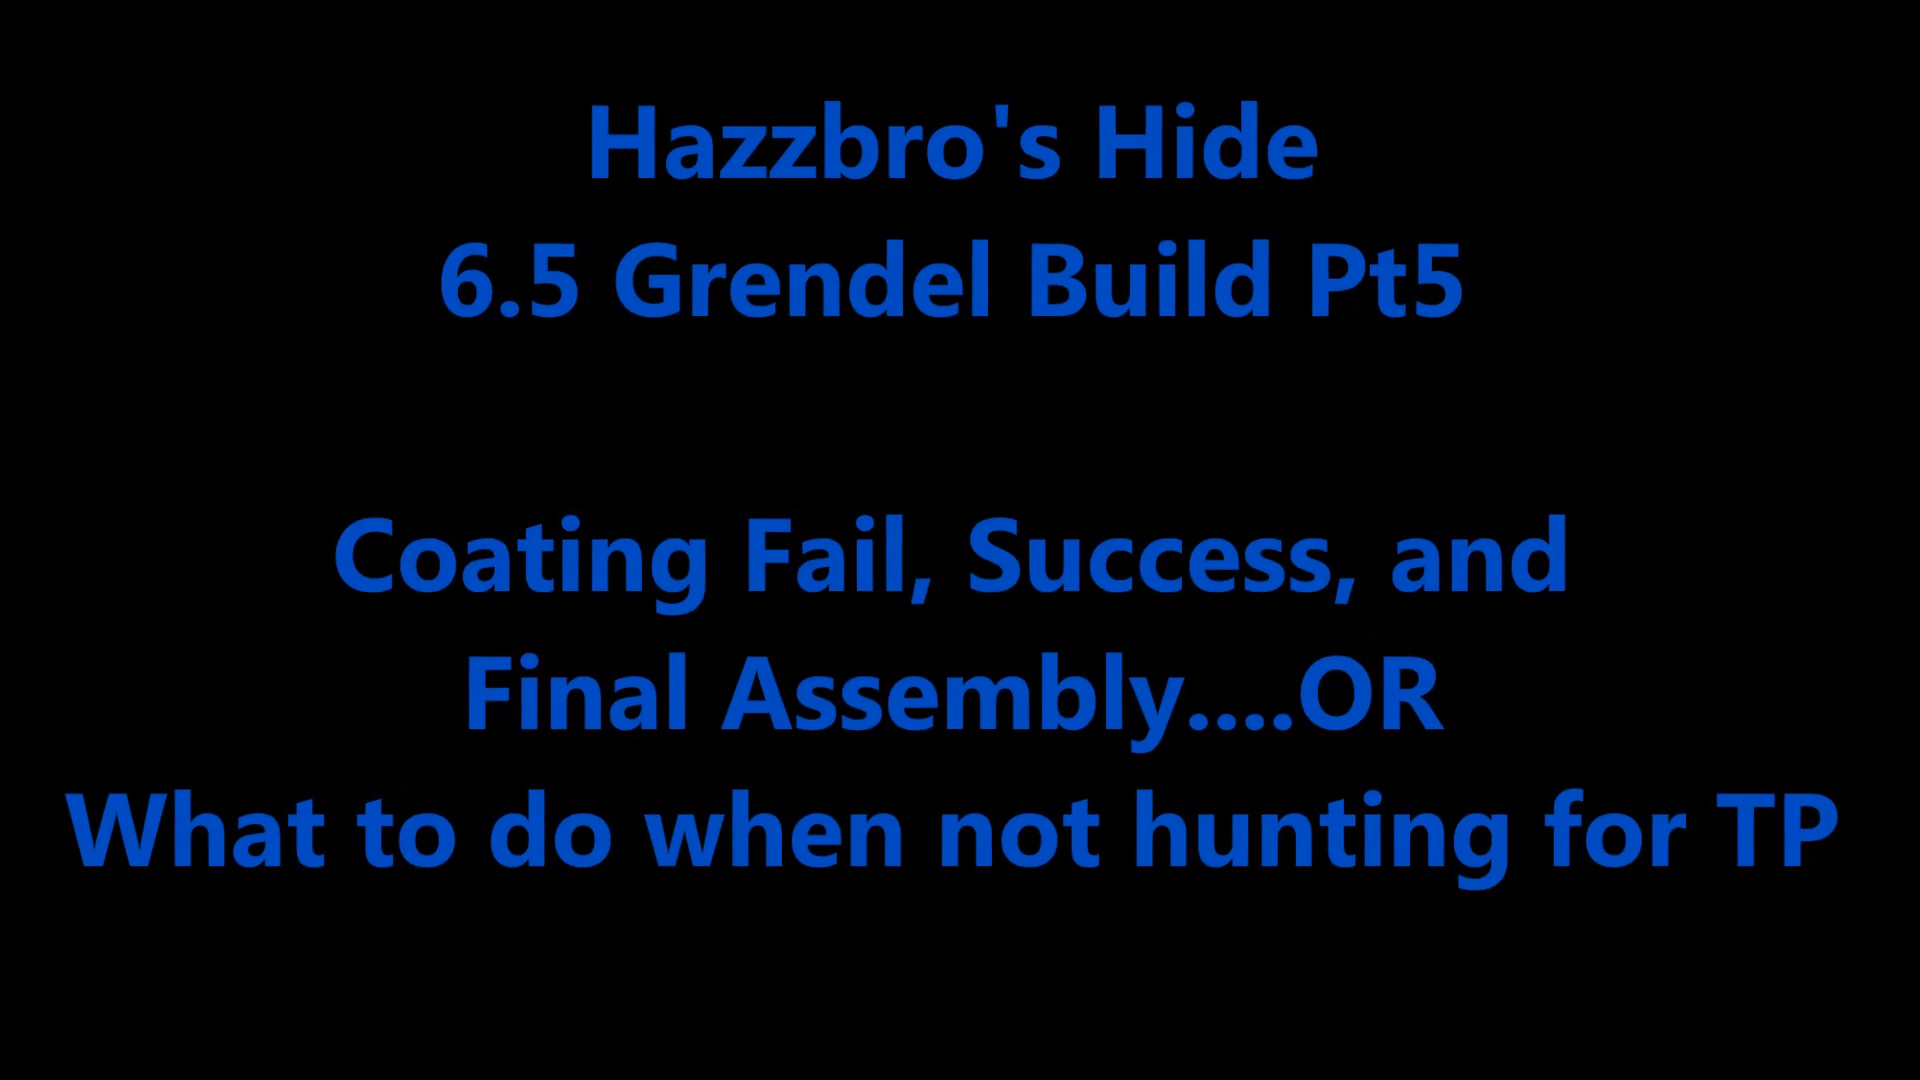 Hazzbro's Hide
6.5 Grendel Build Pt5
Coating Fail, Success, and
Final Assembly....OR
What to do when not hunting for TP